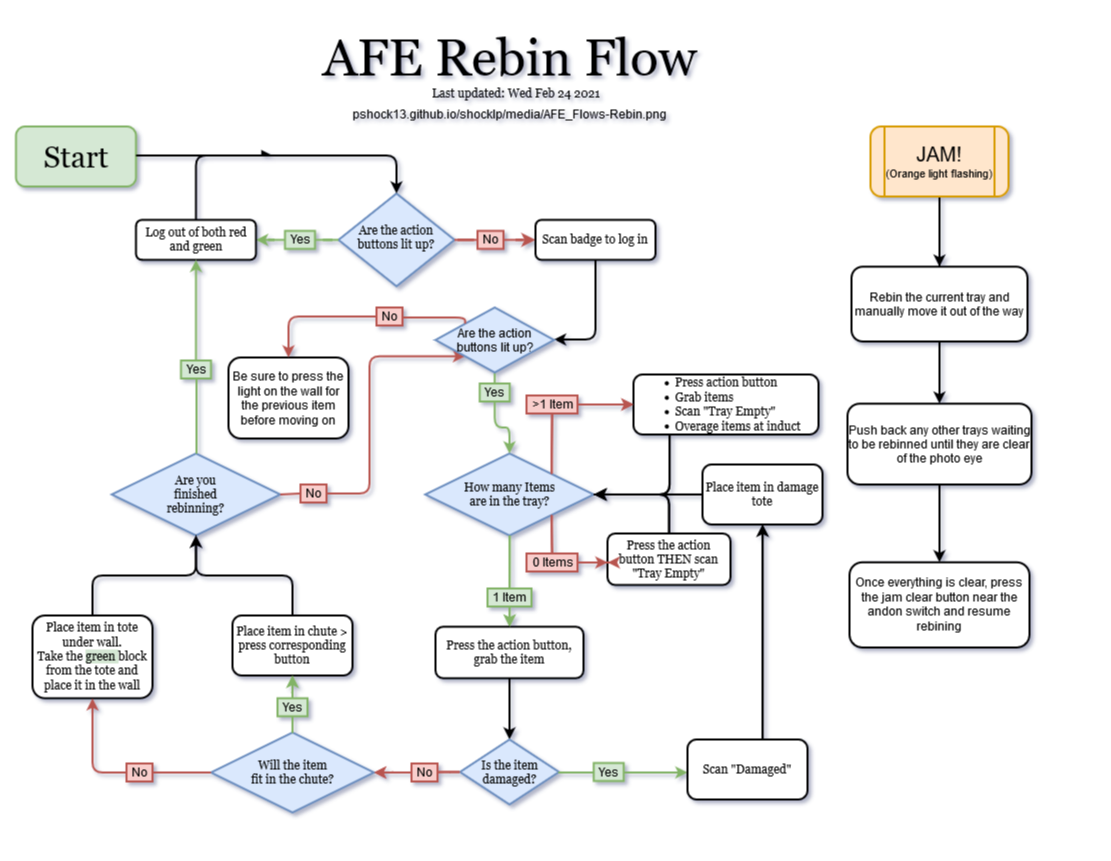 AFE Rebin Flow
Last updated: Wed Feb 24 2021
pshock13.github.io/shocklp/media/AFE_Flows-Rebin.png
Start
JAM!
(Orange light flashing)
Log out of both red
and green
Yes
Are the action
buttons lit up?
No
Scan badge to log in
Rebin the current tray and
manually move it out of the way
No
Are the action
buttons lit up?
Yes
Be sure to press the
light on the wall for
the previous item
before moving on
Yes
>1 Item
• Press action button
• Grab items
• Scan "Tray Empty"
• Overage items at induct
Push back any other trays waiting
to be rebinned until they are clear
of the photo eye
Are you
finished
rebinning?
No
How many Items
are in the tray?
Place item in damage
tote
0 Items
Press the action
button THEN scan
"Tray Empty"
1 Item
Once everything is clear, press
the jam clear button near the
andon switch and resume
rebining
Place item in tote
under wall.
Take the green block
from the tote and
place it in the wall
Place item in chute >
press corresponding
button
Press the action button,
grab the item
Yes
No
Will the item
fit in the chute?
No
Is the item
damaged?
Yes
Scan "Damaged"